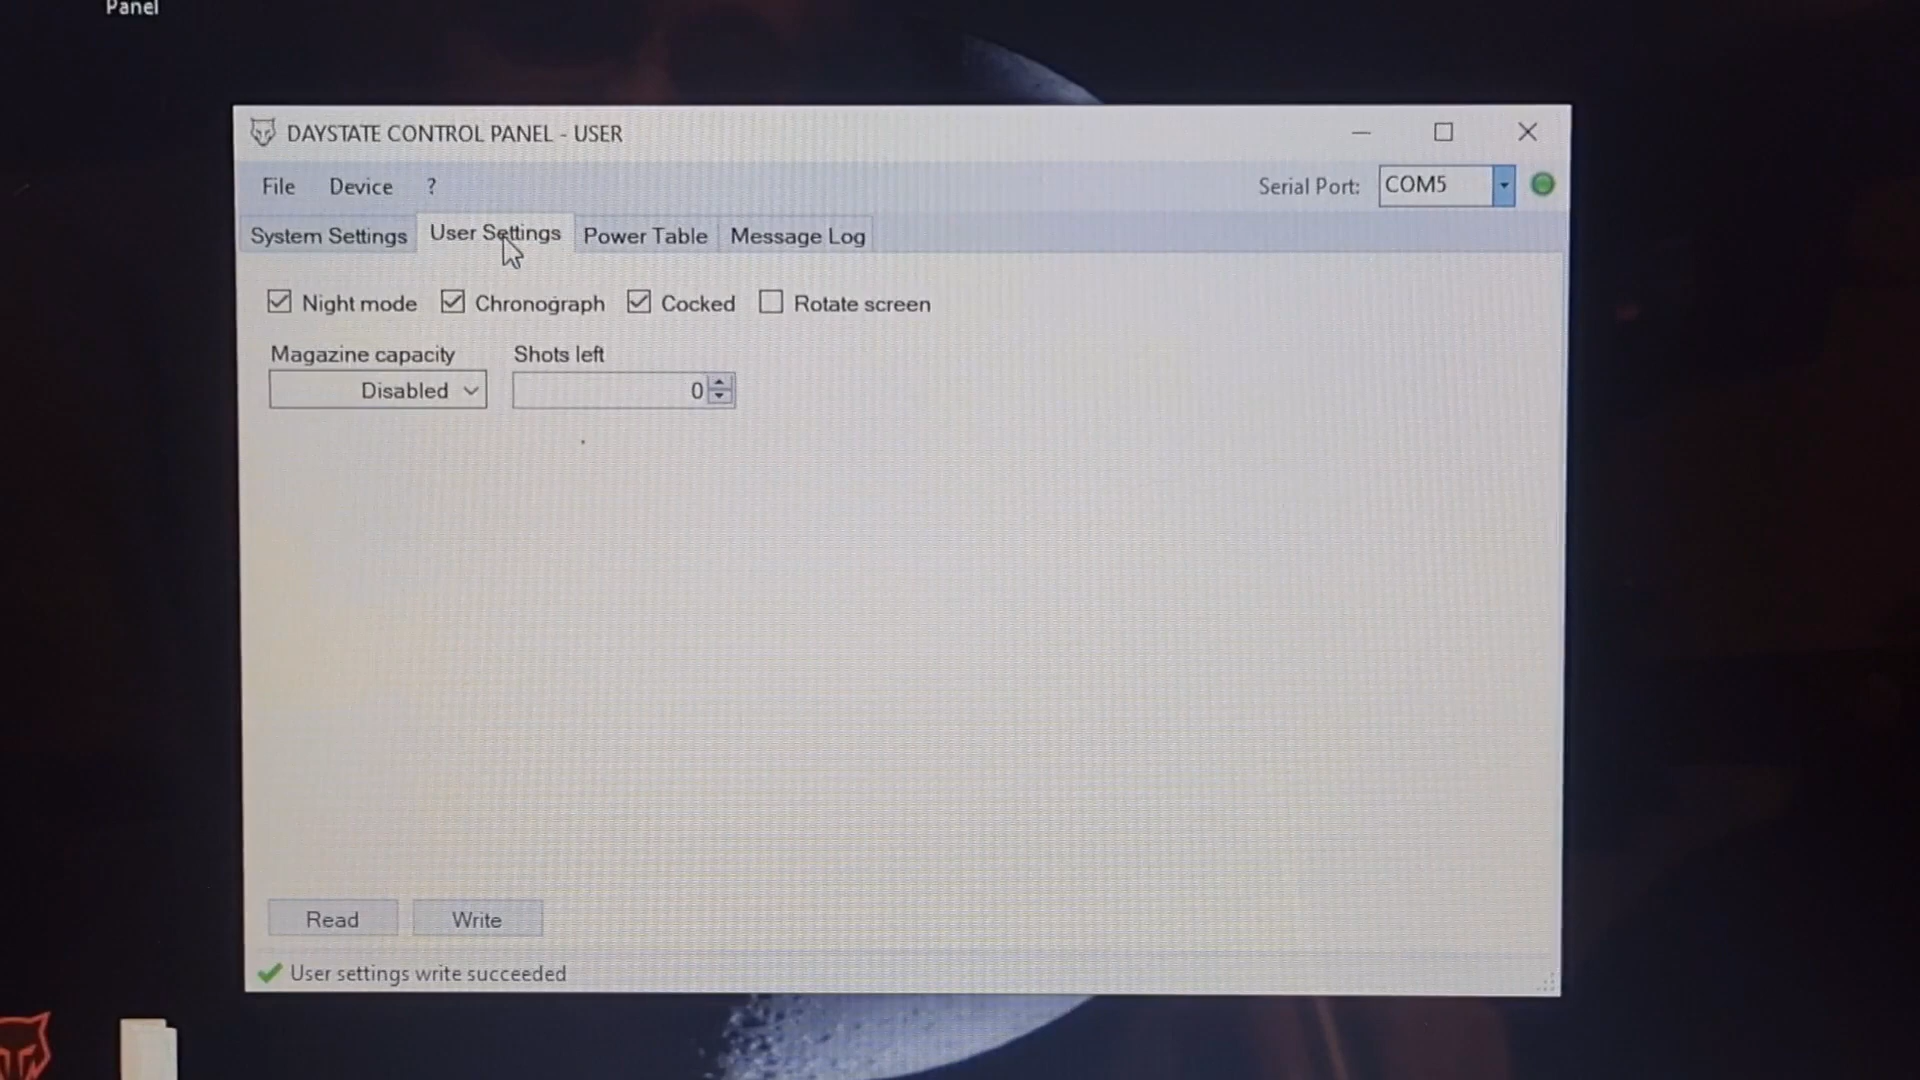 Panel
DAYSTATE CONTROL PANEL - USER
File Device ? Serial Port: COM5
System Settings User Settings Power Table Message Log
Night mode Chronograph Cocked Rotate screen
Magazine capacity Shots left
Disabled 0
Read Write
User settings write succeeded